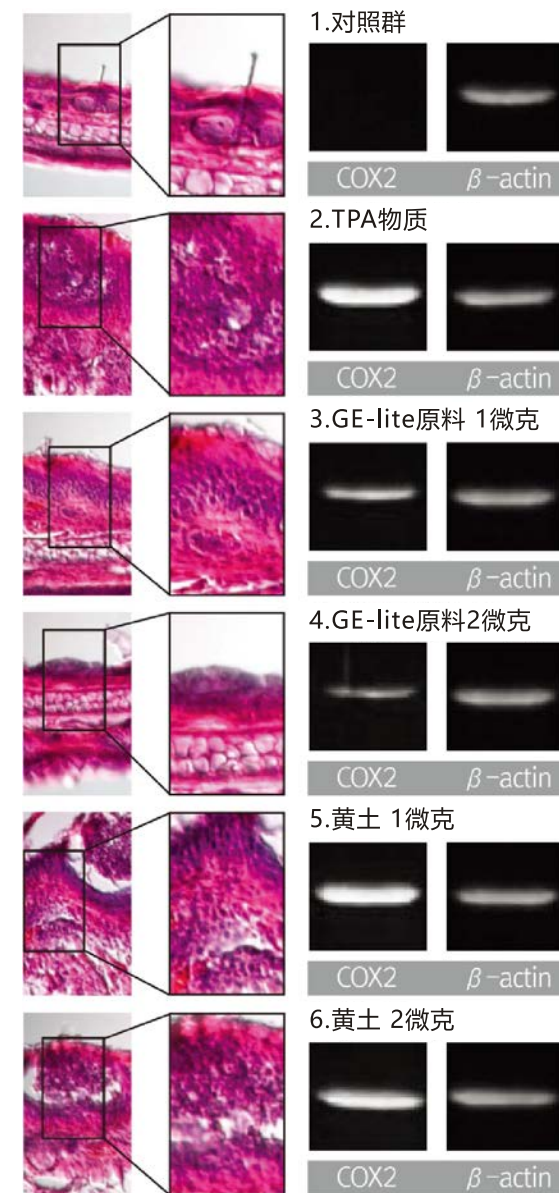 1.对照群
COX2 β-actin
2.TPA物质
COX2 β-actin
3.GE-lite原料 1微克
COX2 β-actin
4.GE-lite原料2微克
COX2 β-actin
5.黄土 1微克
COX2 β-actin
6.黄土 2微克
COX2 β-actin